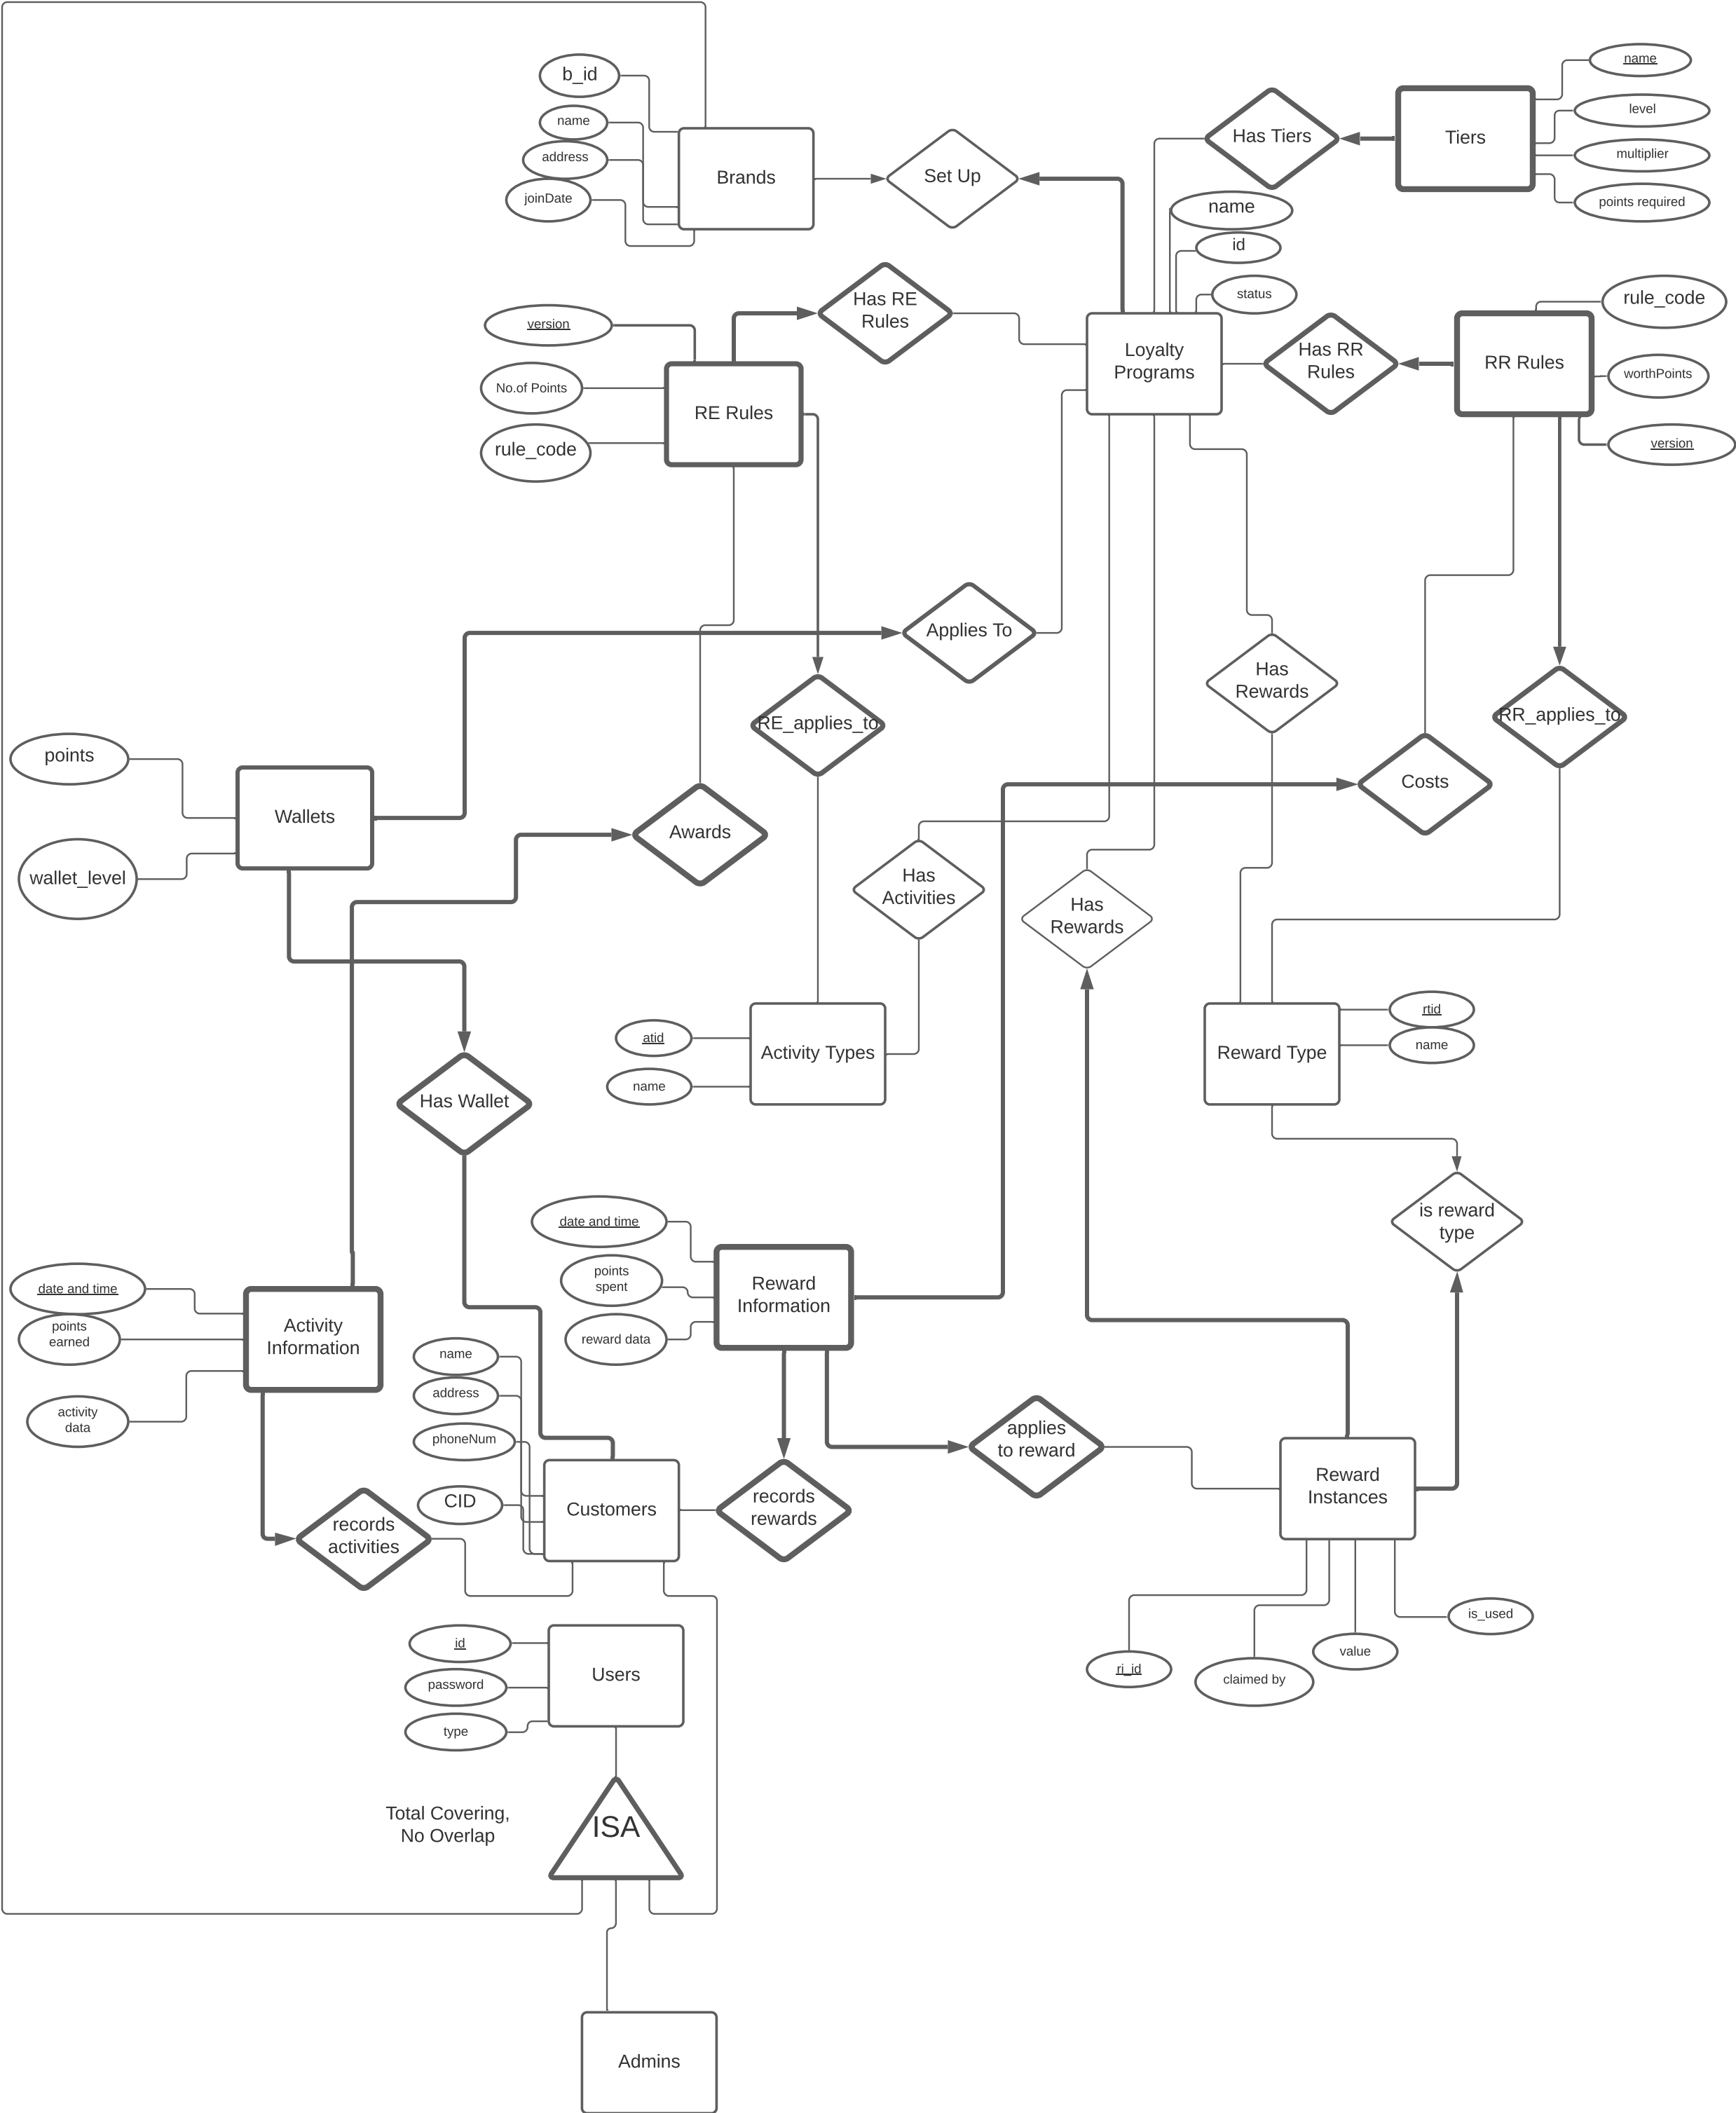 b_id
name
address
joinDate
Brands
Set Up
Has Tiers
Tiers
name
level
multiplier
points required
name
id
status
version
No.of Points
rule_code
RE Rules
Has RE
Rules
Loyalty
Programs
Has RR
Rules
RR Rules
rule_code
worthPoints
version
Applies To
Has
Rewards
RE_applies_to
RR_applies_to
points
wallet_level
Wallets
Awards
Costs
Has
Activities
Has
Rewards
Has Wallet
atid
name
Activity Types
Reward Type
rtid
name
is reward
type
date and time
points
spent
reward data
Reward
Information
date and time
points
earned
activity
data
Activity
Information
name
address
phoneNum
CID
Customers
records
activities
records
rewards
applies
to reward
Reward
Instances
ri_id
claimed by
value
is_used
id
password
type
Users
Total Covering,
No Overlap
ISA
Admins